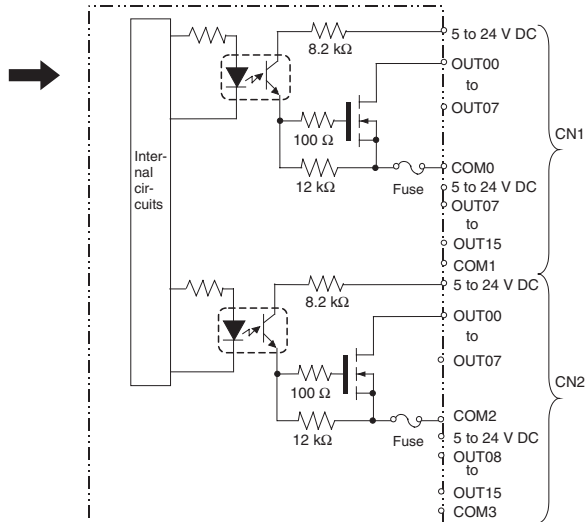 8.2 kΩ
5 to 24 V DC
OUT00
to
OUT07
100 Ω
12 kΩ
Fuse
COM0
5 to 24 V DC
OUT07
to
OUT15
COM1
CN1
Inter-
nal
cir-
cuits
8.2 kΩ
5 to 24 V DC
OUT00
to
OUT07
100 Ω
12 kΩ
Fuse
COM2
5 to 24 V DC
OUT08
to
OUT15
COM3
CN2